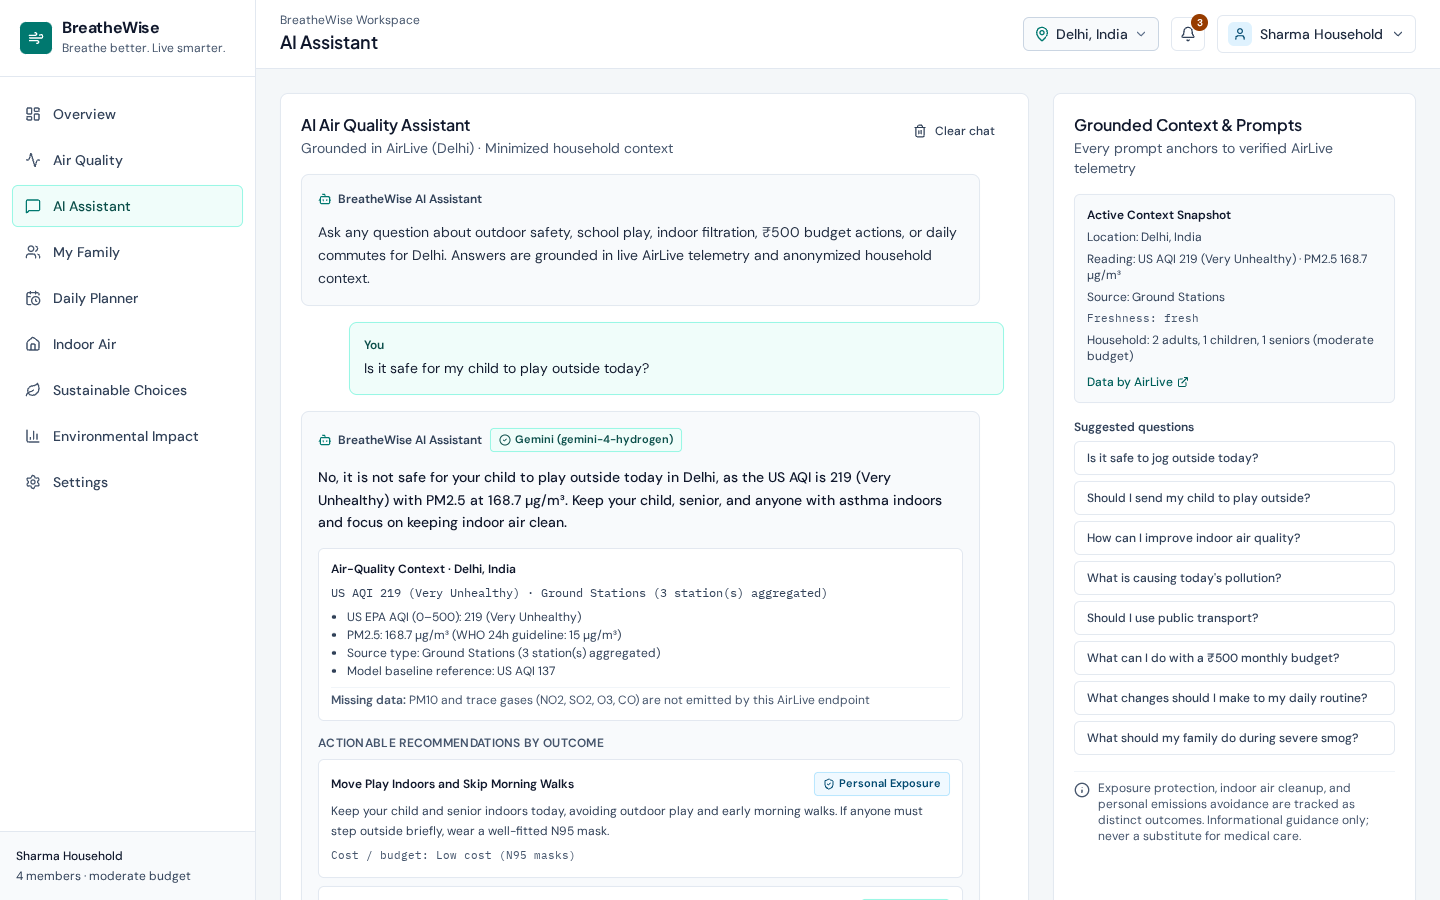 BreatheWise
Breathe better. Live smarter.
Overview
Air Quality
AI Assistant
My Family
Daily Planner
Indoor Air
Sustainable Choices
Environmental Impact
Settings
Sharma Household
4 members · moderate budget
BreatheWise Workspace
AI Assistant
Delhi, India
3
Sharma Household
AI Air Quality Assistant
Grounded in AirLive (Delhi) · Minimized household context
Clear chat
BreatheWise AI Assistant
Ask any question about outdoor safety, school play, indoor filtration, ₹500 budget actions, or daily
commutes for Delhi. Answers are grounded in live AirLive telemetry and anonymized household
context.
You
Is it safe for my child to play outside today?
BreatheWise AI Assistant
Gemini (gemini-4-hydrogen)
No, it is not safe for your child to play outside today in Delhi, as the US AQI is 219 (Very
Unhealthy) with PM2.5 at 168.7 µg/m³. Keep your child, senior, and anyone with asthma indoors
and focus on keeping indoor air clean.
Air-Quality Context · Delhi, India
US AQI 219 (Very Unhealthy) · Ground Stations (3 station(s) aggregated)
• US EPA AQI (0–500): 219 (Very Unhealthy)
• PM2.5: 168.7 µg/m³ (WHO 24h guideline: 15 µg/m³)
• Source type: Ground Stations (3 station(s) aggregated)
• Model baseline reference: US AQI 137
Missing data: PM10 and trace gases (NO2, SO2, O3, CO) are not emitted by this AirLive endpoint
ACTIONABLE RECOMMENDATIONS BY OUTCOME
Move Play Indoors and Skip Morning Walks
Personal Exposure
Keep your child and senior indoors today, avoiding outdoor play and early morning walks. If anyone must
step outside briefly, wear a well-fitted N95 mask.
Cost / budget: Low cost (N95 masks)
Grounded Context & Prompts
Every prompt anchors to verified AirLive
telemetry
Active Context Snapshot
Location: Delhi, India
Reading: US AQI 219 (Very Unhealthy) · PM2.5 168.7
µg/m³
Source: Ground Stations
Freshness: fresh
Household: 2 adults, 1 children, 1 seniors (moderate
budget)
Data by AirLive
Suggested questions
Is it safe to jog outside today?
Should I send my child to play outside?
How can I improve indoor air quality?
What is causing today's pollution?
Should I use public transport?
What can I do with a ₹500 monthly budget?
What changes should I make to my daily routine?
What should my family do during severe smog?
Exposure protection, indoor air cleanup, and
personal emissions avoidance are tracked as
distinct outcomes. Informational guidance only;
never a substitute for medical care.